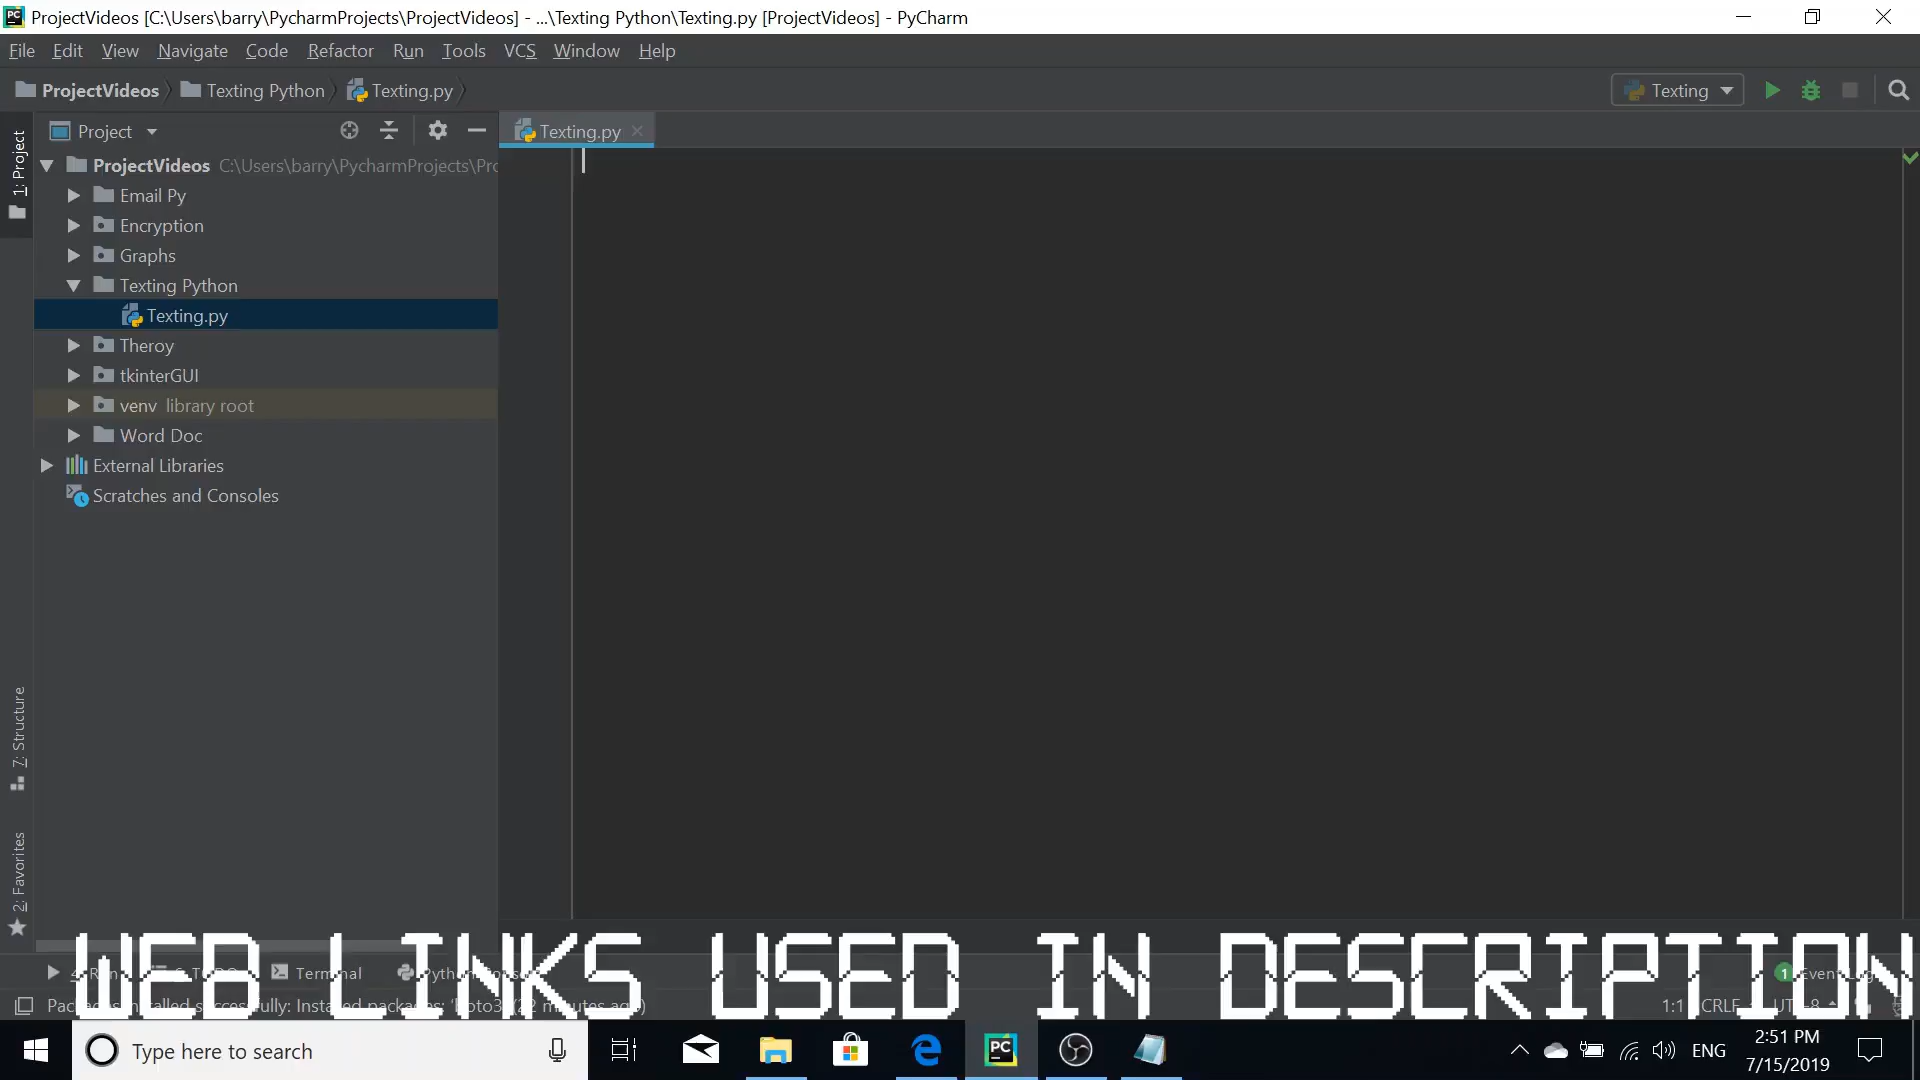 ProjectVideos [C:\Users\barry\PycharmProjects\ProjectVideos] - ...\Texting Python\Texting.py [ProjectVideos] - PyCharm
File Edit View Navigate Code Refactor Run Tools VCS Window Help
ProjectVideos Texting Python Texting.py Texting
1: Project
Project
Texting.py
ProjectVideos C:\Users\barry\PycharmProjects\Pro
Email Py
Encryption
Graphs
Texting Python
Texting.py
Theroy
tkinterGUI
venv library root
Word Doc
External Libraries
Scratches and Consoles
7: Structure
2: Favorites
WEB LINKS USED IN DESCRIPTION
Terminal
1
1:1 CRLF
Type here to search
ENG
2:51 PM
7/15/2019